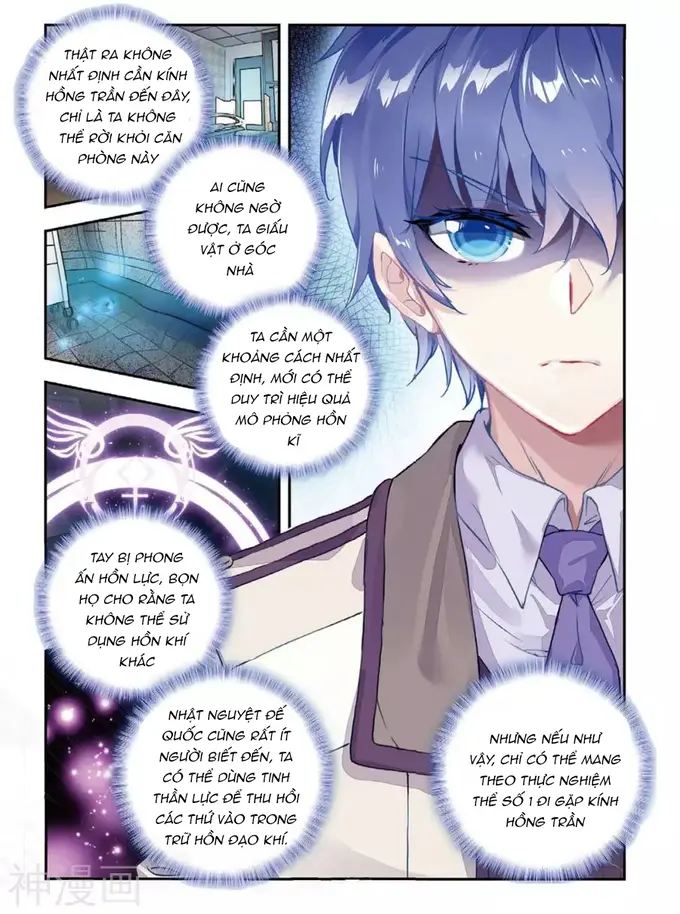 THẬT RA KHÔNG
NHẤT ĐỊNH CẦN KÍNH
HỒNG TRẦN ĐẾN ĐÂY,
CHỈ LÀ TA KHÔNG
THỂ RỜI KHỎI CĂN
PHÒNG NÀY
AI CŨNG
KHÔNG NGỜ
ĐƯỢC, TA GIẤU
VẬT Ở GÓC
NHÀ
TA CẦN MỘT
KHOẢNG CÁCH NHẤT
ĐỊNH, MỚI CÓ THỂ
DUY TRÌ HIỆU QUẢ
MÔ PHỎNG HỒN
KĨ
TAY BỊ PHONG
ẤN HỒN LỰC, BỌN
HỌ CHO RẰNG TA
KHÔNG THỂ SỬ
DỤNG HỒN KHÍ
KHÁC
NHẬT NGUYỆT ĐẾ
QUỐC CŨNG RẤT ÍT
NGƯỜI BIẾT ĐẾN, TA
CÓ THỂ DÙNG TINH
THẦN LỰC ĐỂ THU HỒI
CÁC THỨ VÀO TRONG
TRỮ HỒN ĐẠO KHÍ.
NHƯNG NẾU NHƯ
VẬY, CHỈ CÓ THỂ MANG
THEO THỰC NGHIỆM
THỂ SỐ 1 ĐI GẶP KÍNH
HỒNG TRẦN
神漫画